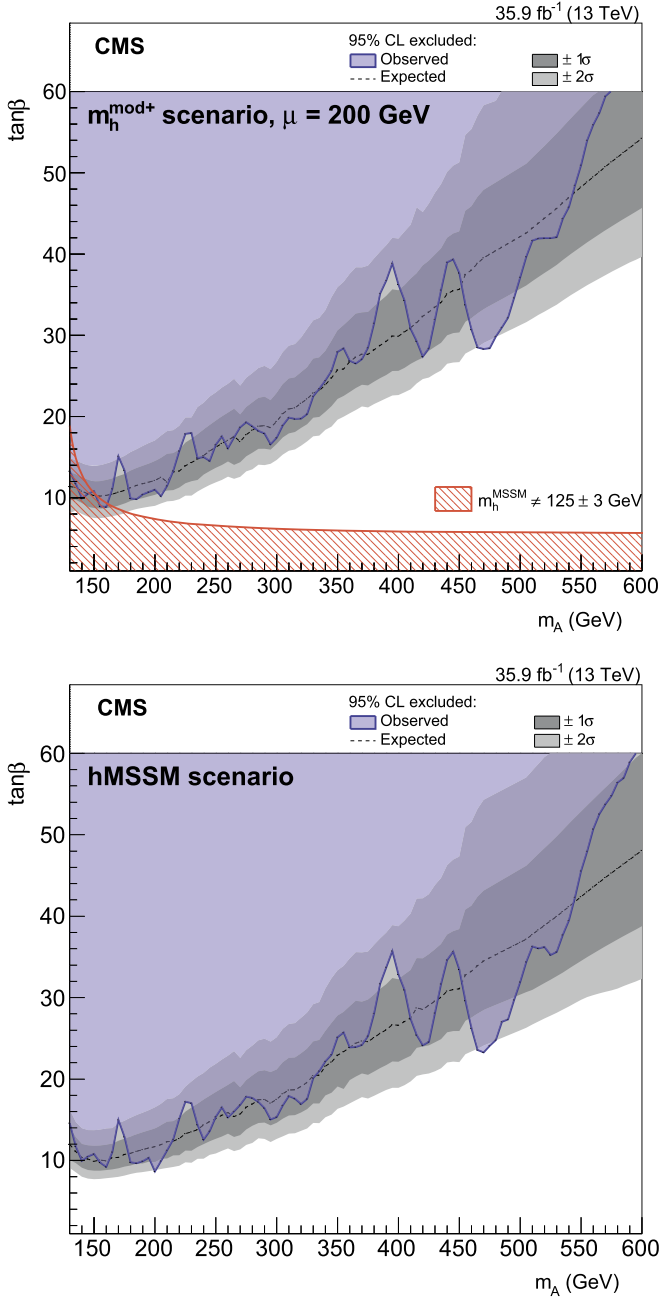 35.9 fb⁻¹ (13 TeV)
CMS
95% CL excluded:
Observed
± 1σ
Expected
± 2σ
60
tanβ
m_h^mod+ scenario, μ = 200 GeV
50
40
30
20
m_h^MSSM ≠ 125 ± 3 GeV
10
150 200 250 300 350 400 450 500 550 600
m_A (GeV)
35.9 fb⁻¹ (13 TeV)
CMS
95% CL excluded:
Observed
± 1σ
Expected
± 2σ
60
tanβ
hMSSM scenario
50
40
30
20
10
150 200 250 300 350 400 450 500 550 600
m_A (GeV)